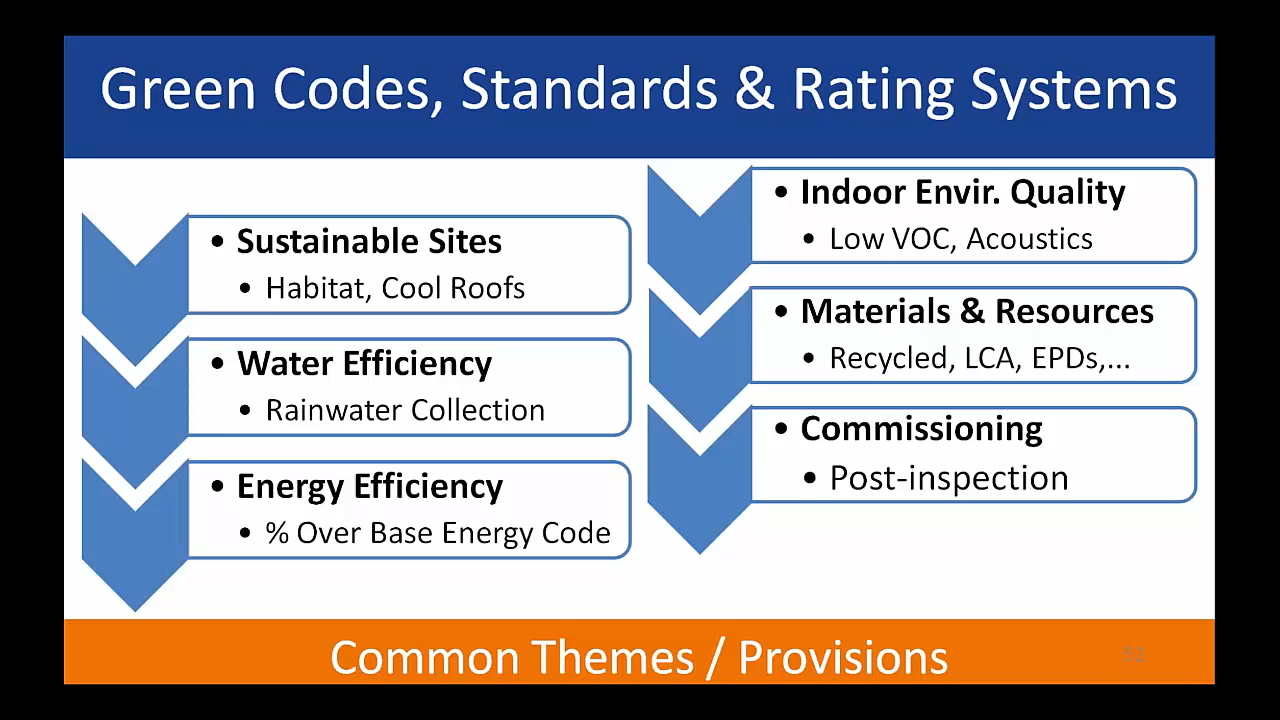 Green Codes, Standards & Rating Systems
• Sustainable Sites
• Habitat, Cool Roofs
• Water Efficiency
• Rainwater Collection
• Energy Efficiency
• % Over Base Energy Code
• Indoor Envir. Quality
• Low VOC, Acoustics
• Materials & Resources
• Recycled, LCA, EPDs,...
• Commissioning
• Post-inspection
Common Themes / Provisions
52